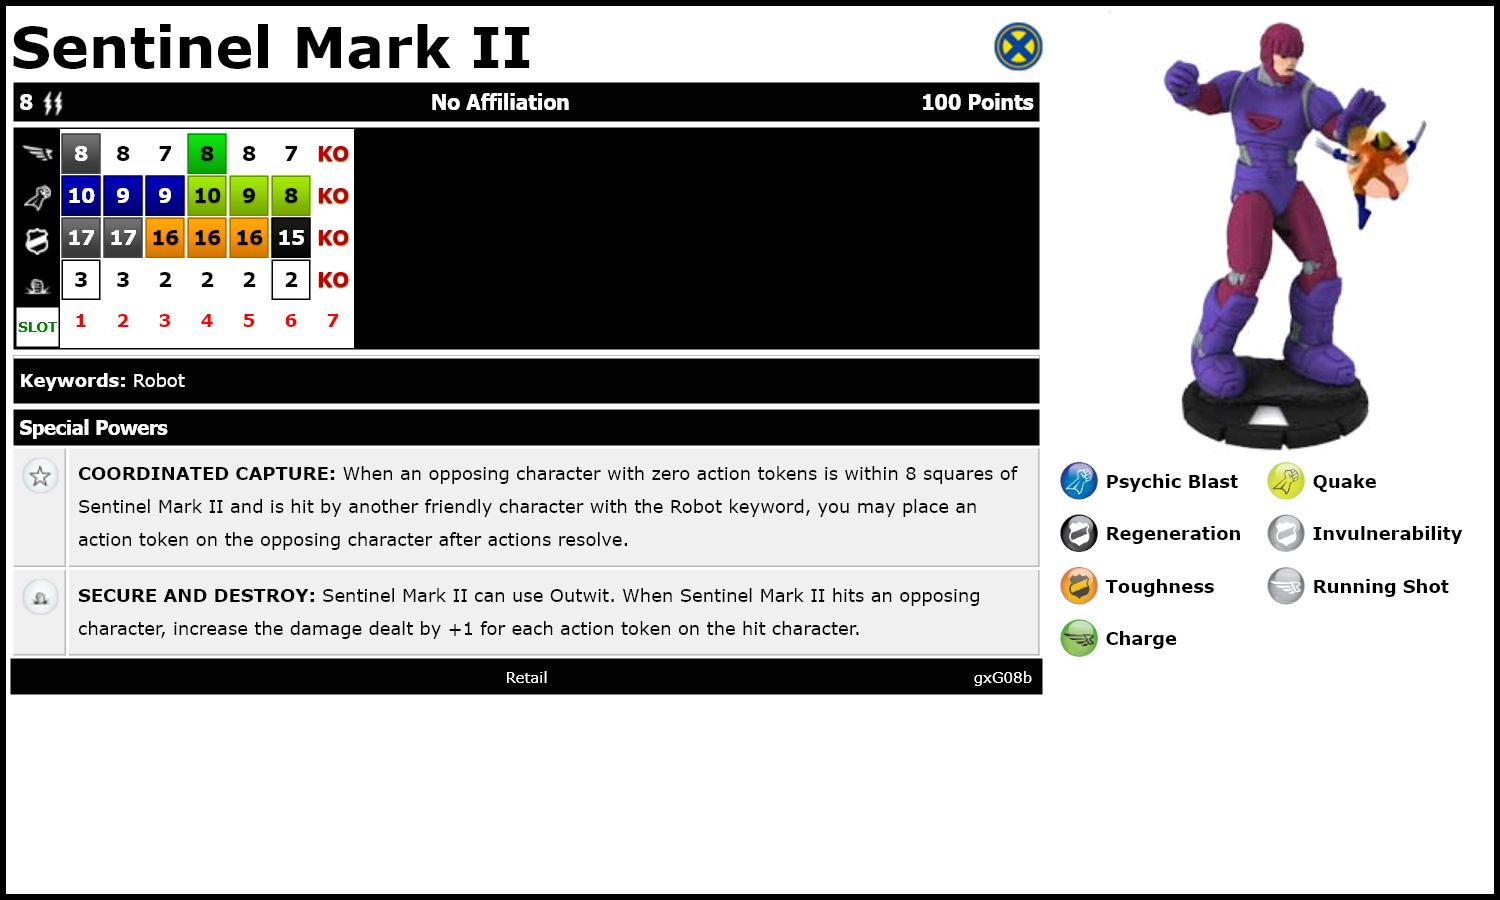 Sentinel Mark II
8 No Affiliation 100 Points
8 8 7 8 8 7 KO
10 9 9 10 9 8 KO
17 17 16 16 16 15 KO
3 3 2 2 2 2 KO
SLOT 1 2 3 4 5 6 7
Keywords: Robot
Special Powers
COORDINATED CAPTURE: When an opposing character with zero action tokens is within 8 squares of
Sentinel Mark II and is hit by another friendly character with the Robot keyword, you may place an
action token on the opposing character after actions resolve.
SECURE AND DESTROY: Sentinel Mark II can use Outwit. When Sentinel Mark II hits an opposing
character, increase the damage dealt by +1 for each action token on the hit character.
Retail gxG08b
Psychic Blast Quake
Regeneration Invulnerability
Toughness Running Shot
Charge